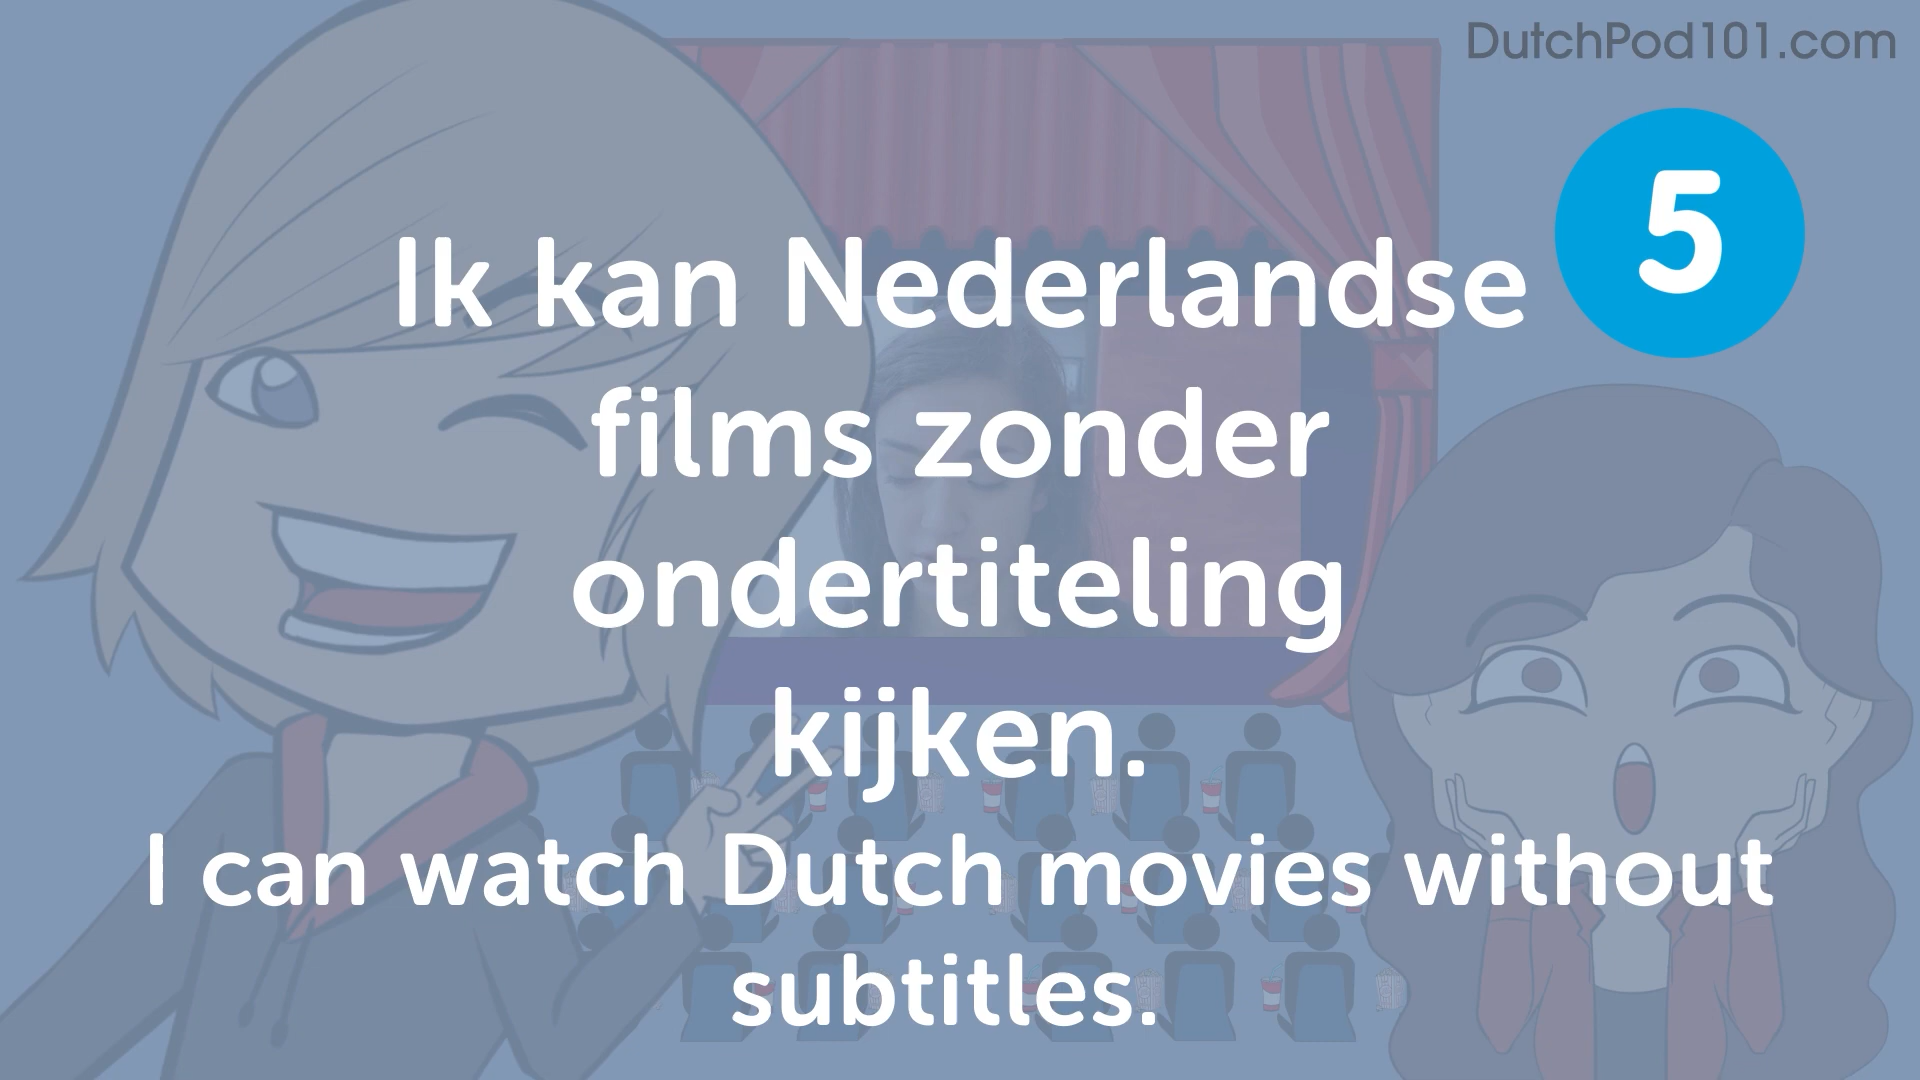 DutchPod101.com
5
Ik kan Nederlandse
films zonder
ondertiteling
kijken.
I can watch Dutch movies without
subtitles.